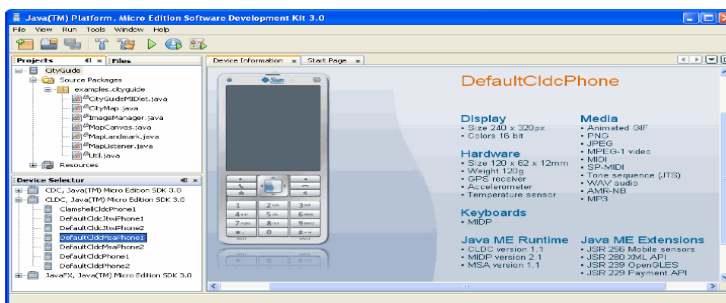 Java(TM) Platform, Micro Edition Software Development Kit 3.0
File View Run Tools Window Help
Projects Files
CityGuide
Source Packages
examples.cityguide
CityGuideMIDlet.java
CityMap.java
ImageManager.java
MapCanvas.java
MapLandmark.java
MapListener.java
Util.java
Resources
Device Selector
CDC, Java(TM) Micro Edition SDK 3.0
CLDC, Java(TM) Micro Edition SDK 3.0
ClamshellCldcPhone1
DefaultCldcJtwiPhone1
DefaultCldcJtwiPhone2
DefaultCldcMsaPhone1
DefaultCldcMsaPhone2
DefaultCldcPhone1
DefaultCldcPhone2
JavaFX, Java(TM) Micro Edition SDK 3.0
Device Information Start Page
Sun
DefaultCldcPhone
Display
• Size 240 x 320px
• Colors 16 bit
Hardware
• Size 120 x 62 x 12mm
• Weight 120g
• GPS receiver
• Accelerometer
• Temperature sensor
Keyboards
• MIDP
Java ME Runtime
• CLDC version 1.1
• MIDP version 2.1
• MSA version 1.1
Media
• Animated GIF
• PNG
• JPEG
• MPEG-1 video
• MIDI
• SP-MIDI
• Tone sequence (JTS)
• WAV audio
• AMR-NB
• MP3
Java ME Extensions
• JSR 256 Mobile sensors
• JSR 280 XML API
• JSR 239 OpenGLES
• JSR 229 Payment API